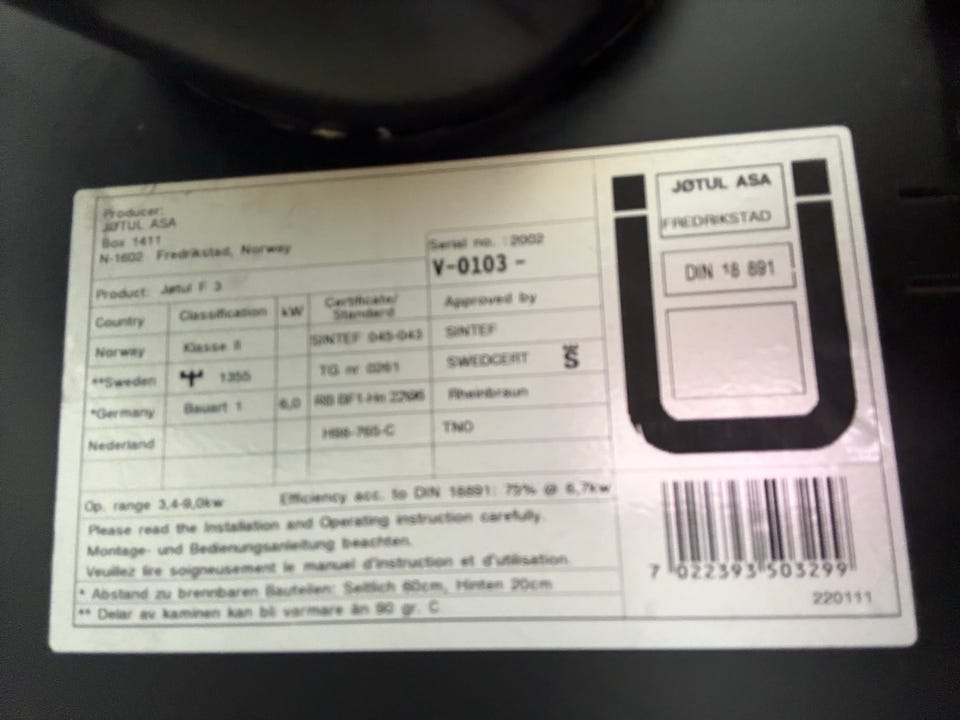 Producer:
JØTUL ASA
Box 1411
N-1602 Fredrikstad, Norway
Serial no. : 2002
V-0103 -
Product: Jøtul F 3
Country Classification kW Certificate/ Standard Approved by
Norway Klasse II SINTEF 045-043 SINTEF
**Sweden 1355 TG nr 0261 SWEDCERT S
*Germany Bauart 1 6,0 RB BF1-Hn Rheinbraun
Nederland TNO
Op. range 3,4-9,0kw Efficiency acc. to DIN 18891: 75% @ 6,7kw
Please read the Installation and Operating instruction carefully.
Montage- und Bedienungsanleitung beachten.
Veuillez lire soigneusement le manuel d'instruction et d'utilisation.
* Abstand zu brennbaren Bauteilen: Seitlich 60cm, Hinten 20cm
** Delar av kaminen kan bli varmare än 90 gr. C
JØTUL ASA
FREDRIKSTAD
DIN 18 891
7 022393 503299
220111